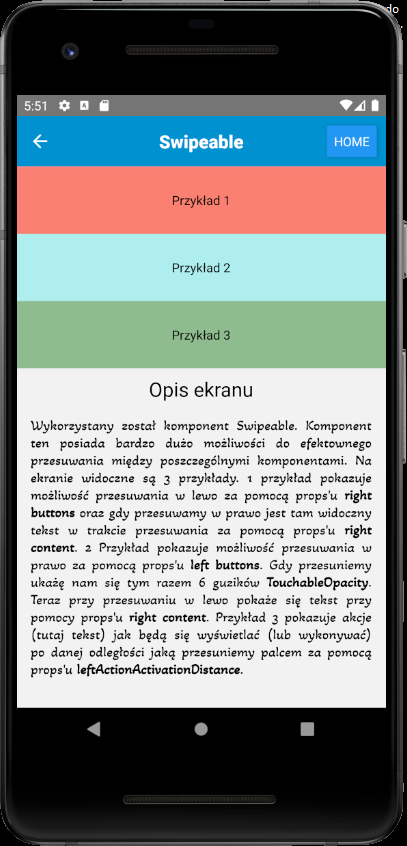 do
5:51
Swipeable
HOME
Przykład 1
Przykład 2
Przykład 3
Opis ekranu
Wykorzystany został komponent Swipeable. Komponent
ten posiada bardzo dużo możliwości do efektownego
przesuwania między poszczególnymi komponentami. Na
ekranie widoczne są 3 przykłady. 1 przykład pokazuje
możliwość przesuwania w lewo za pomocą props'u right
buttons oraz gdy przesuwamy w prawo jest tam widoczny
tekst w trakcie przesuwania za pomocą props'u right
content. 2 Przykład pokazuje możliwość przesuwania w
prawo za pomocą props'u left buttons. Gdy przesuniemy
ukażę nam się tym razem 6 guzików TouchableOpacity.
Teraz przy przesuwaniu w lewo pokaże się tekst przy
pomocy props'u right content. Przykład 3 pokazuje akcje
(tutaj tekst) jak będą się wyświetlać (lub wykonywać)
po danej odległości jaką przesuniemy palcem za pomocą
props'u leftActionActivationDistance.